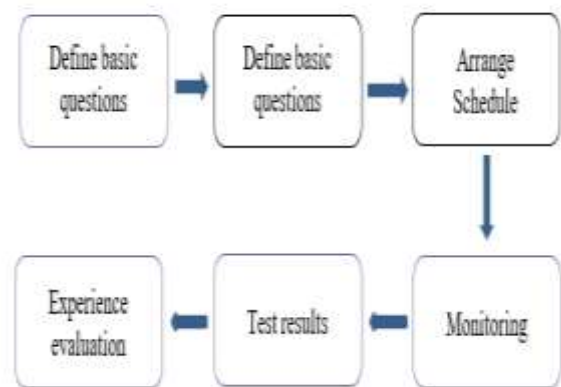 Define basic
questions
Define basic
questions
Arrange
Schedule
Monitoring
Test results
Experience
evaluation